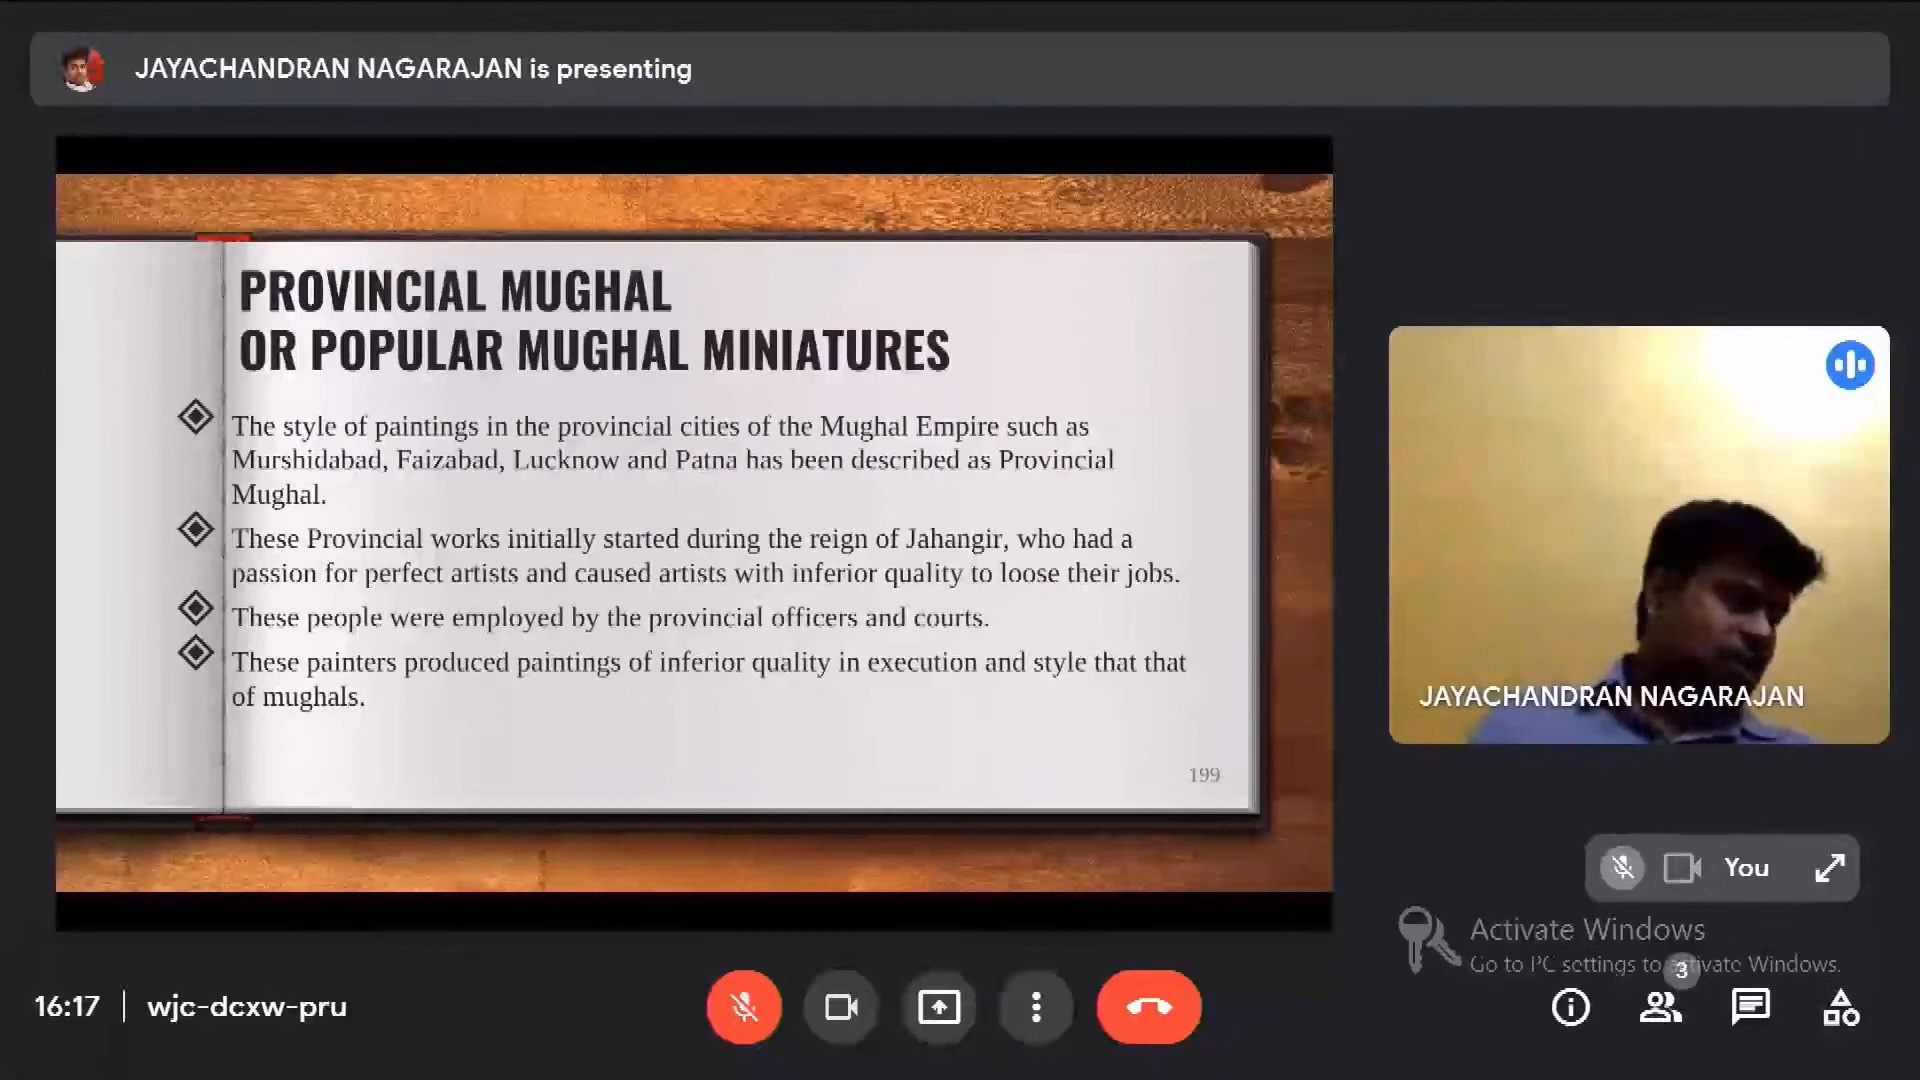 JAYACHANDRAN NAGARAJAN is presenting
PROVINCIAL MUGHAL
OR POPULAR MUGHAL MINIATURES
The style of paintings in the provincial cities of the Mughal Empire such as
Murshidabad, Faizabad, Lucknow and Patna has been described as Provincial
Mughal.
These Provincial works initially started during the reign of Jahangir, who had a
passion for perfect artists and caused artists with inferior quality to loose their jobs.
These people were employed by the provincial officers and courts.
These painters produced paintings of inferior quality in execution and style that that
of mughals.
199
JAYACHANDRAN NAGARAJAN
You
Activate Windows
Go to PC settings to activate Windows.
3
16:17 | wjc-dcxw-pru